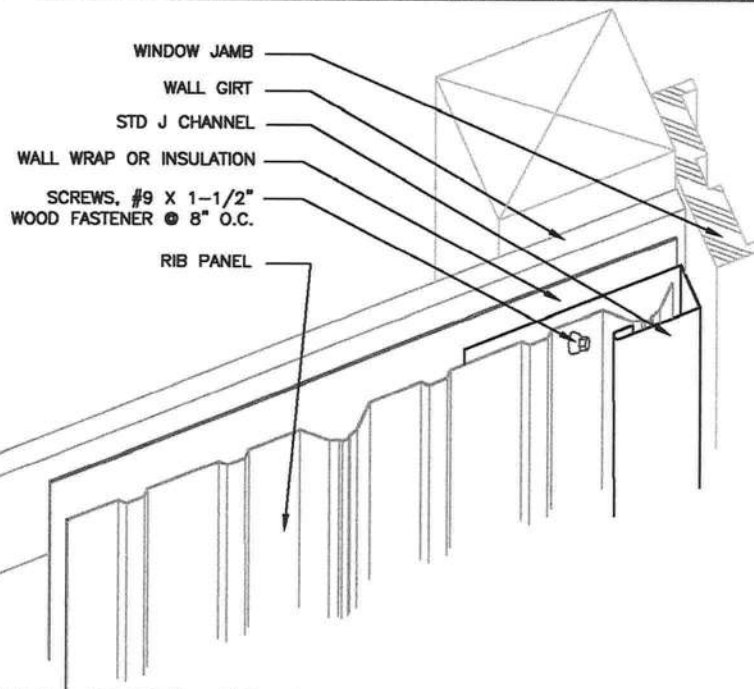 WINDOW JAMB
WALL GIRT
STD J CHANNEL
WALL WRAP OR INSULATION
SCREWS, #9 X 1-1/2"
WOOD FASTENER @ 8" O.C.
RIB PANEL